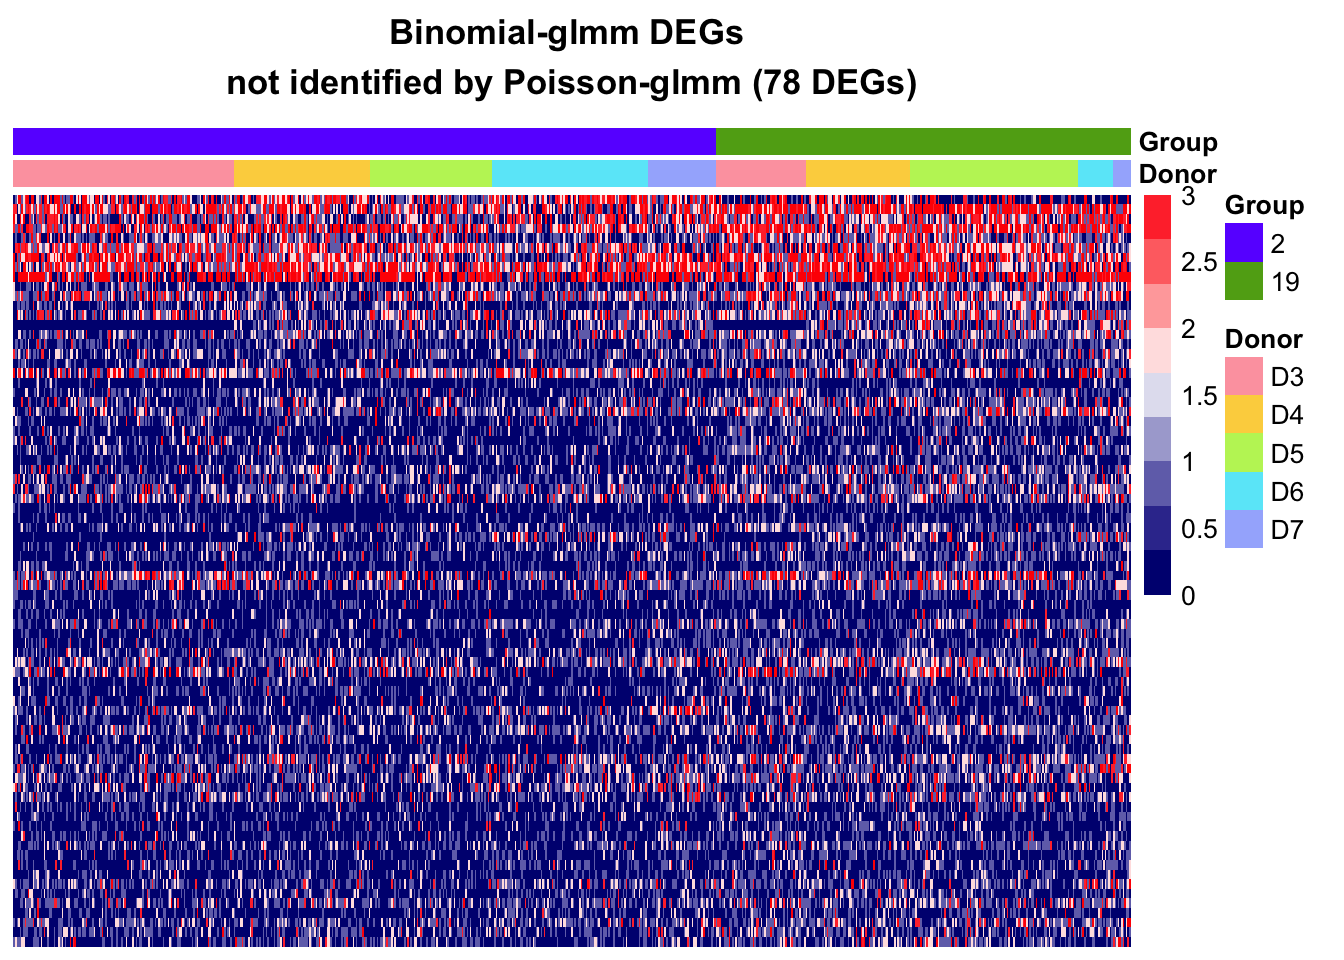 Binomial-glmm DEGs
not identified by Poisson-glmm (78 DEGs)
Group
Donor
3
2.5
2
1.5
1
0.5
0
Group
2
19
Donor
D3
D4
D5
D6
D7